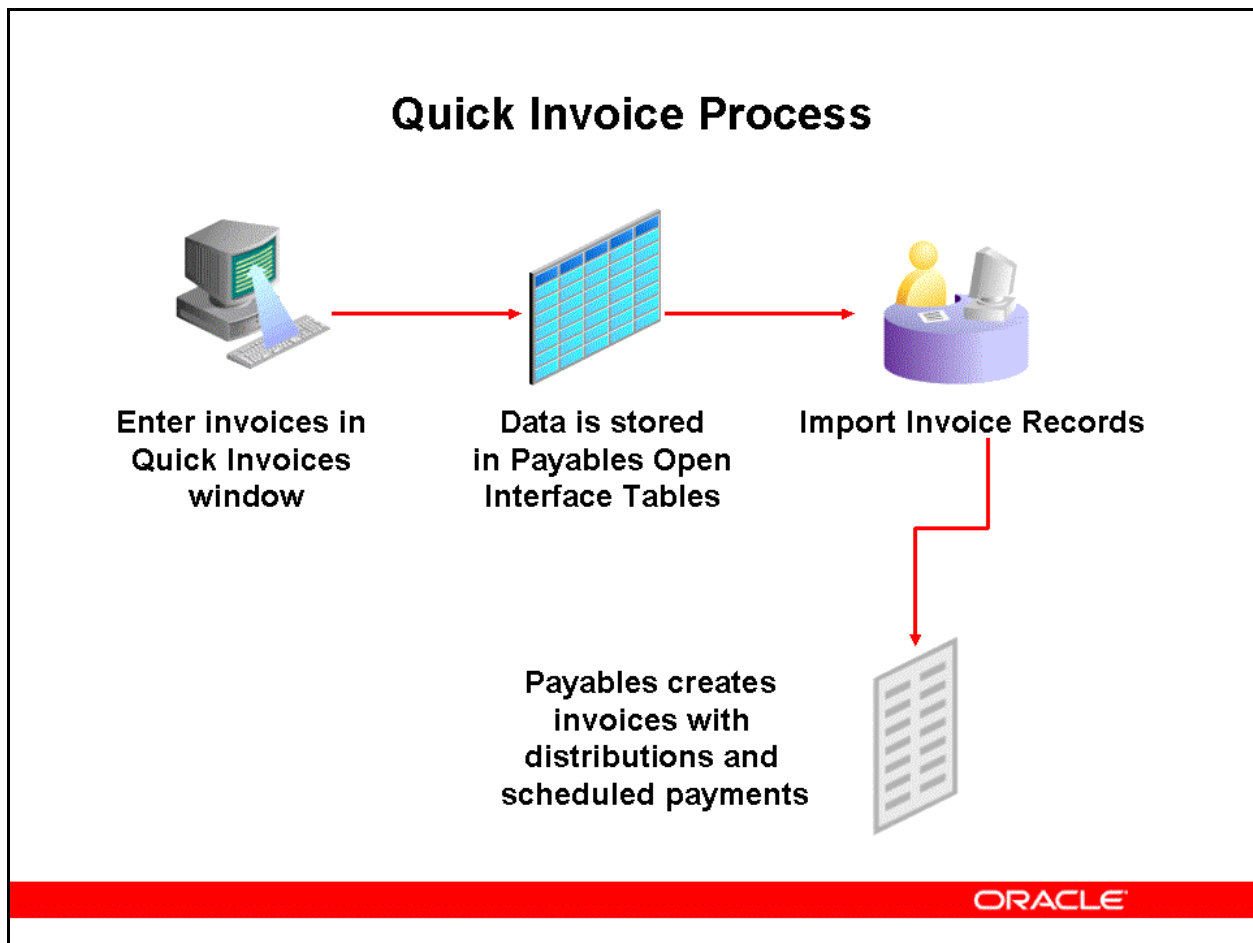 Quick Invoice Process
Enter invoices in
Quick Invoices
window
Data is stored
in Payables Open
Interface Tables
Import Invoice Records
Payables creates
invoices with
distributions and
scheduled payments
ORACLE